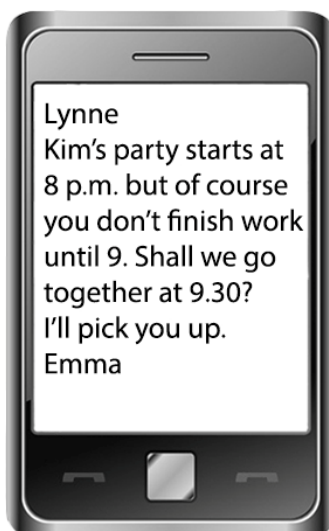 Lynne
Kim’s party starts at
8 p.m. but of course
you don’t finish work
until 9. Shall we go
together at 9.30?
I’ll pick you up.
Emma